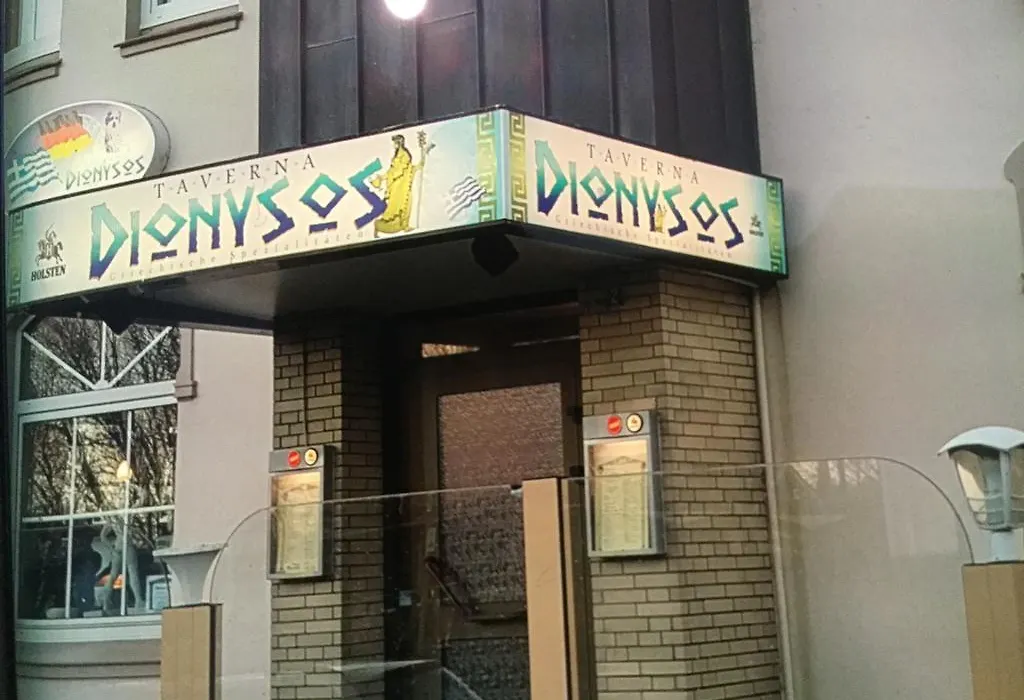 DIONYSOS
TAVERNA
DIONYSOS
Griechische Spezialitäten
HOLSTEN
TAVERNA
DIONYSOS
Griechische Spezialitäten